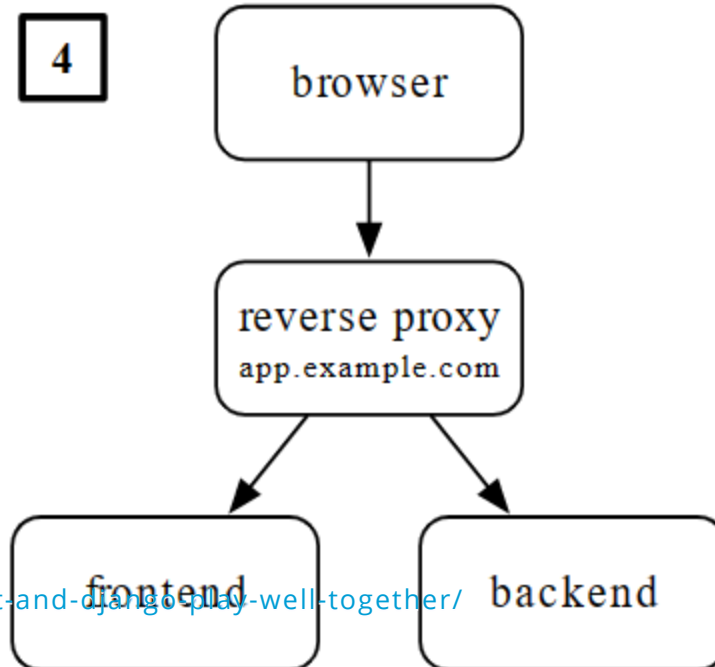 4
browser
reverse proxy
app.example.com
frontend
backend
-and-django-play-well-together/